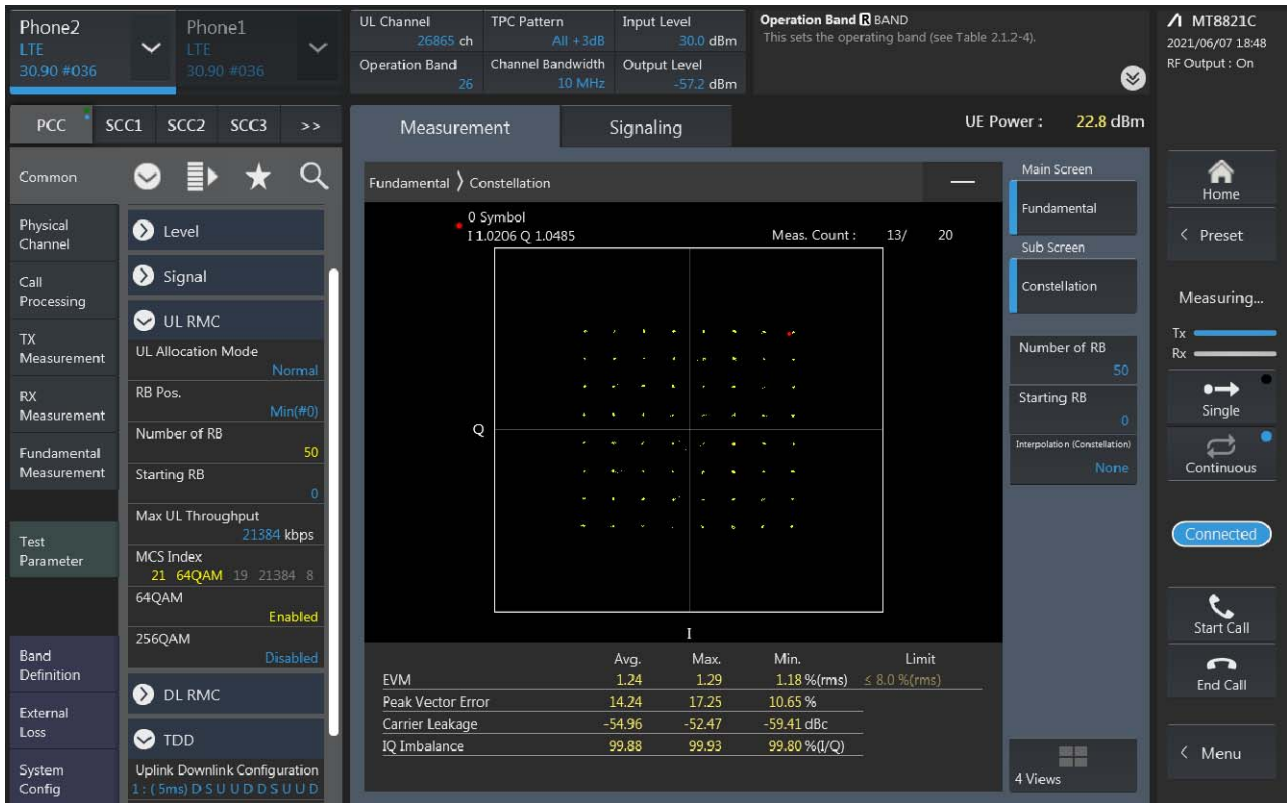 Phone2
LTE
30.90 #036
Phone1
LTE
30.90 #036
UL Channel
26865 ch
TPC Pattern
All +3dB
Input Level
30.0 dBm
Operation Band
26
Channel Bandwidth
10 MHz
Output Level
-57.2 dBm
Operation Band R BAND
This sets the operating band (see Table 2.1.2-4).
MT8821C
2021/06/07 18:48
RF Output : On
PCC SCC1 SCC2 SCC3 >>
Measurement
Signaling
UE Power : 22.8 dBm
Common
Physical
Channel
Call
Processing
TX
Measurement
RX
Measurement
Fundamental
Measurement
Test
Parameter
Band
Definition
External
Loss
System
Config
Level
Signal
UL RMC
UL Allocation Mode
Normal
RB Pos.
Min(#0)
Number of RB
50
Starting RB
0
Max UL Throughput
21384 kbps
MCS Index
21 64QAM 19 21384 8
64QAM
Enabled
256QAM
Disabled
DL RMC
TDD
Uplink Downlink Configuration
1 : ( 5ms) D S U U D D S U U D
Fundamental 〉 Constellation
0 Symbol
I 1.0206 Q 1.0485
Meas. Count : 13/ 20
Q
I
Avg. Max. Min. Limit
EVM 1.24 1.29 1.18 %(rms) ≤ 8.0 %(rms)
Peak Vector Error 14.24 17.25 10.65 %
Carrier Leakage -54.96 -52.47 -59.41 dBc
IQ Imbalance 99.88 99.93 99.80 %(I/Q)
Main Screen
Fundamental
Sub Screen
Constellation
Number of RB
50
Starting RB
0
Interpolation (Constellation)
None
4 Views
Home
< Preset
Measuring...
Tx
Rx
Single
Continuous
Connected
Start Call
End Call
< Menu